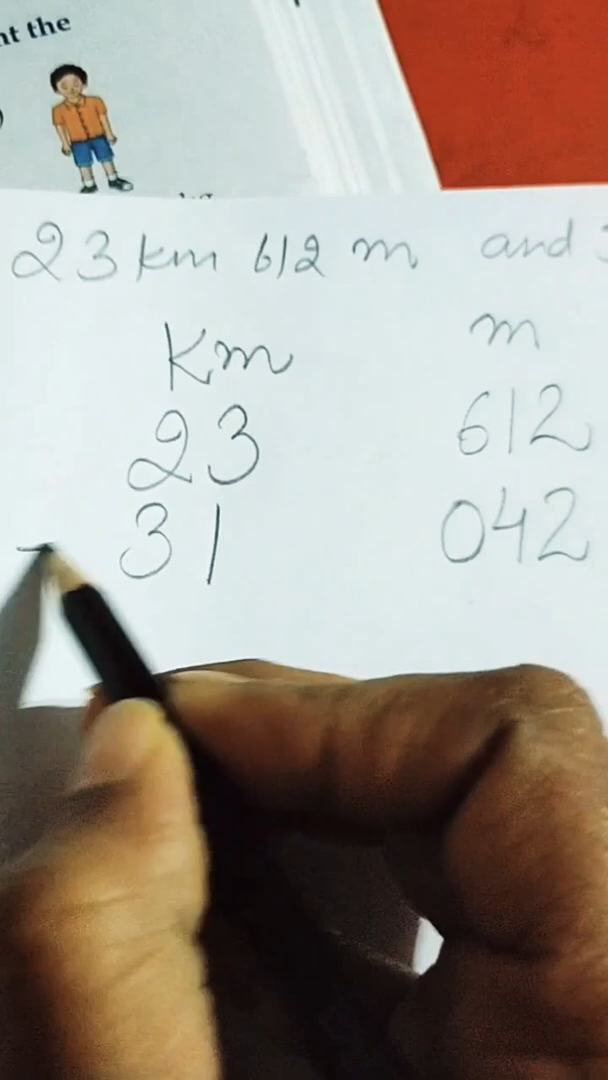 nt the
23 km 612 m and
Km m
23 612
- 31 042